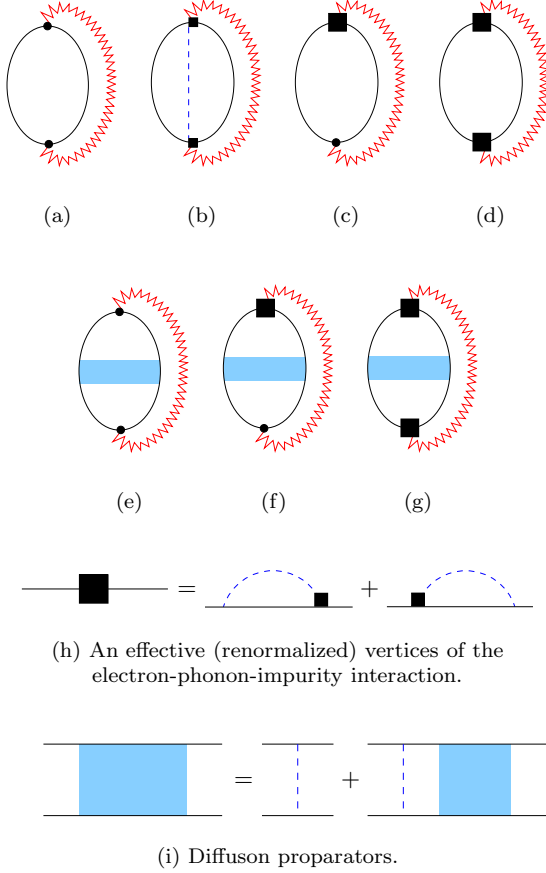 (a) (b) (c) (d)
(e) (f) (g)
= +
(h) An effective (renormalized) vertices of the
electron-phonon-impurity interaction.
= +
(i) Diffuson proparators.